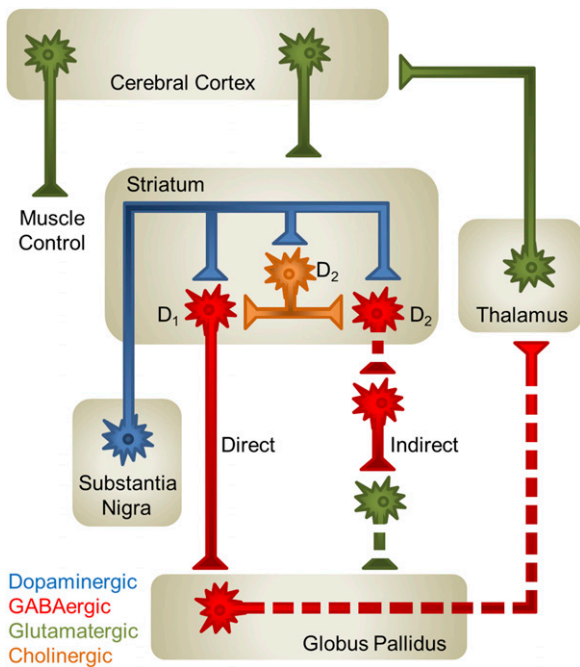 Cerebral Cortex
Striatum
Muscle
Control
D₂
D₁
D₂
Thalamus
Direct
Indirect
Substantia
Nigra
Dopaminergic
GABAergic
Glutamatergic
Cholinergic
Globus Pallidus